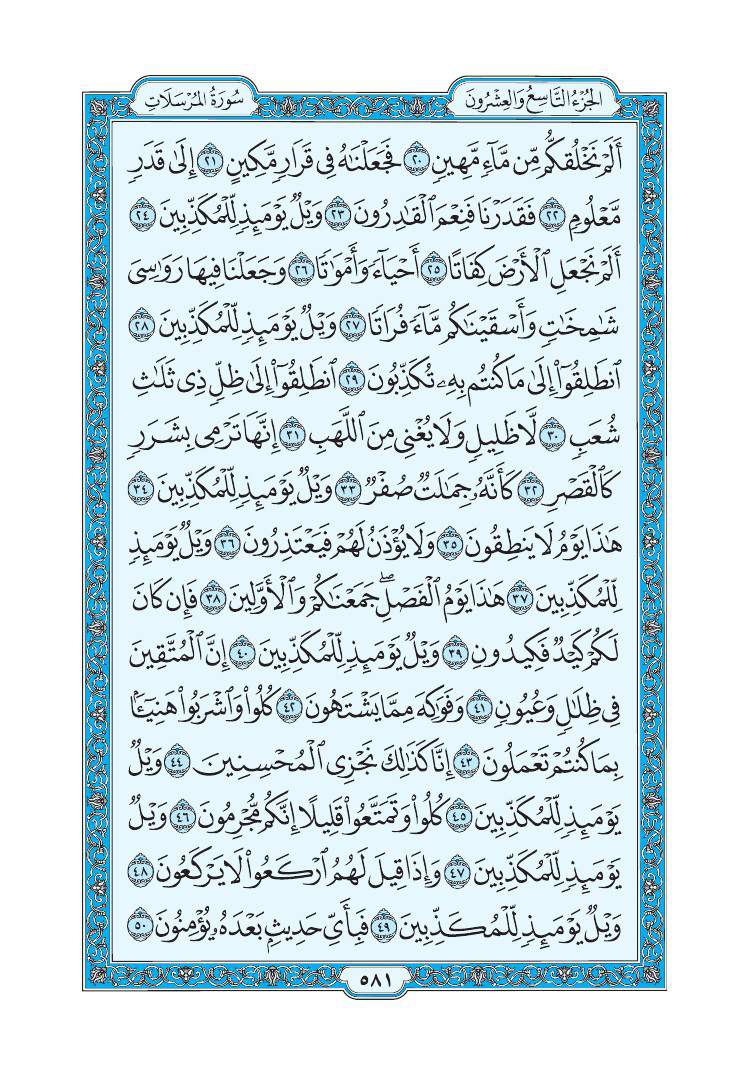 سُورَةُ المُرْسَلَاتِ
الجُزْءُ التَّاسِعُ وَالعِشْرُونَ
أَلَمْ نَخْلُقكُّم مِّن مَّآءٍ مَّهِينٍ ٢٠ فَجَعَلْنَٰهُ فِي قَرَارٍ مَّكِينٍ ٢١ إِلَىٰ قَدَرٍ
مَّعْلُومٍ ٢٢ فَقَدَرْنَا فَنِعْمَ ٱلْقَٰدِرُونَ ٢٣ وَيْلٌ يَوْمَئِذٍ لِّلْمُكَذِّبِينَ ٢٤
أَلَمْ نَجْعَلِ ٱلْأَرْضَ كِفَاتًا ٢٥ أَحْيَآءً وَأَمْوَٰتًا ٢٦ وَجَعَلْنَا فِيهَا رَوَٰسِيَ
شَٰمِخَٰتٍ وَأَسْقَيْنَٰكُم مَّآءً فُرَاتًا ٢٧ وَيْلٌ يَوْمَئِذٍ لِّلْمُكَذِّبِينَ ٢٨
ٱنطَلِقُوٓا۟ إِلَىٰ مَا كُنتُم بِهِۦ تُكَذِّبُونَ ٢٩ ٱنطَلِقُوٓا۟ إِلَىٰ ظِلٍّ ذِي ثَلَٰثِ
شُعَبٍ ٣٠ لَّا ظَلِيلٍ وَلَا يُغْنِي مِنَ ٱللَّهَبِ ٣١ إِنَّهَا تَرْمِي بِشَرَرٍ
كَٱلْقَصْرِ ٣٢ كَأَنَّهُۥ جِمَٰلَتٌ صُفْرٌ ٣٣ وَيْلٌ يَوْمَئِذٍ لِّلْمُكَذِّبِينَ ٣٤
هَٰذَا يَوْمُ لَا يَنطِقُونَ ٣٥ وَلَا يُؤْذَنُ لَهُمْ فَيَعْتَذِرُونَ ٣٦ وَيْلٌ يَوْمَئِذٍ
لِّلْمُكَذِّبِينَ ٣٧ هَٰذَا يَوْمُ ٱلْفَصْلِ ۖ جَمَعْنَٰكُمْ وَٱلْأَوَّلِينَ ٣٨ فَإِن كَانَ
لَكُمْ كَيْدٌ فَكِيدُونِ ٣٩ وَيْلٌ يَوْمَئِذٍ لِّلْمُكَذِّبِينَ ٤٠ إِنَّ ٱلْمُتَّقِينَ
فِي ظِلَٰلٍ وَعُيُونٍ ٤١ وَفَوَٰكِهَ مِمَّا يَشْتَهُونَ ٤٢ كُلُوا۟ وَٱشْرَبُوا۟ هَنِيٓـًٔۢا
بِمَا كُنتُمْ تَعْمَلُونَ ٤٣ إِنَّا كَذَٰلِكَ نَجْزِي ٱلْمُحْسِنِينَ ٤٤ وَيْلٌ
يَوْمَئِذٍ لِّلْمُكَذِّبِينَ ٤٥ كُلُوا۟ وَتَمَتَّعُوا۟ قَلِيلًا إِنَّكُم مُّجْرِمُونَ ٤٦ وَيْلٌ
يَوْمَئِذٍ لِّلْمُكَذِّبِينَ ٤٧ وَإِذَا قِيلَ لَهُمُ ٱرْكَعُوا۟ لَا يَرْكَعُونَ ٤٨
وَيْلٌ يَوْمَئِذٍ لِّلْمُكَذِّبِينَ ٤٩ فَبِأَيِّ حَدِيثٍۭ بَعْدَهُۥ يُؤْمِنُونَ ٥٠
٥٨١